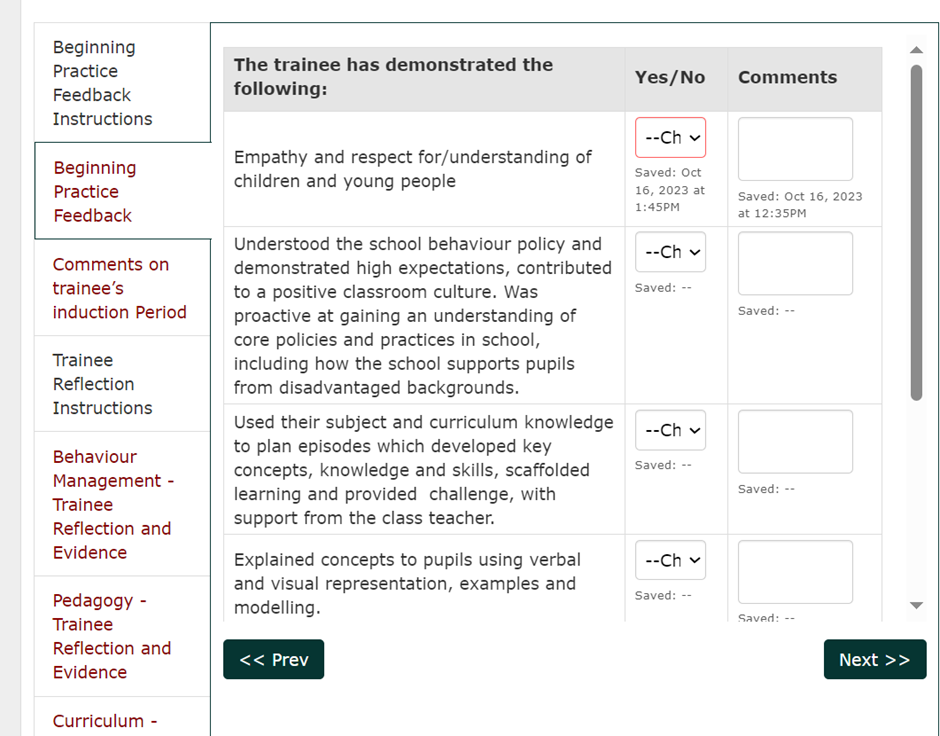 Beginning
Practice
Feedback
Instructions
Beginning
Practice
Feedback
Comments on
trainee’s
induction Period
Trainee
Reflection
Instructions
Behaviour
Management -
Trainee
Reflection and
Evidence
Pedagogy -
Trainee
Reflection and
Evidence
Curriculum -
The trainee has demonstrated the
following:
Yes/No
Comments
Empathy and respect for/understanding of
children and young people
--Ch
Saved: Oct
16, 2023 at
1:45PM
Saved: Oct 16, 2023
at 12:35PM
Understood the school behaviour policy and
demonstrated high expectations, contributed
to a positive classroom culture. Was
proactive at gaining an understanding of
core policies and practices in school,
including how the school supports pupils
from disadvantaged backgrounds.
--Ch
Saved: --
Saved: --
Used their subject and curriculum knowledge
to plan episodes which developed key
concepts, knowledge and skills, scaffolded
learning and provided  challenge, with
support from the class teacher.
--Ch
Saved: --
Saved: --
Explained concepts to pupils using verbal
and visual representation, examples and
modelling.
--Ch
Saved: --
Saved: --
<< Prev
Next >>